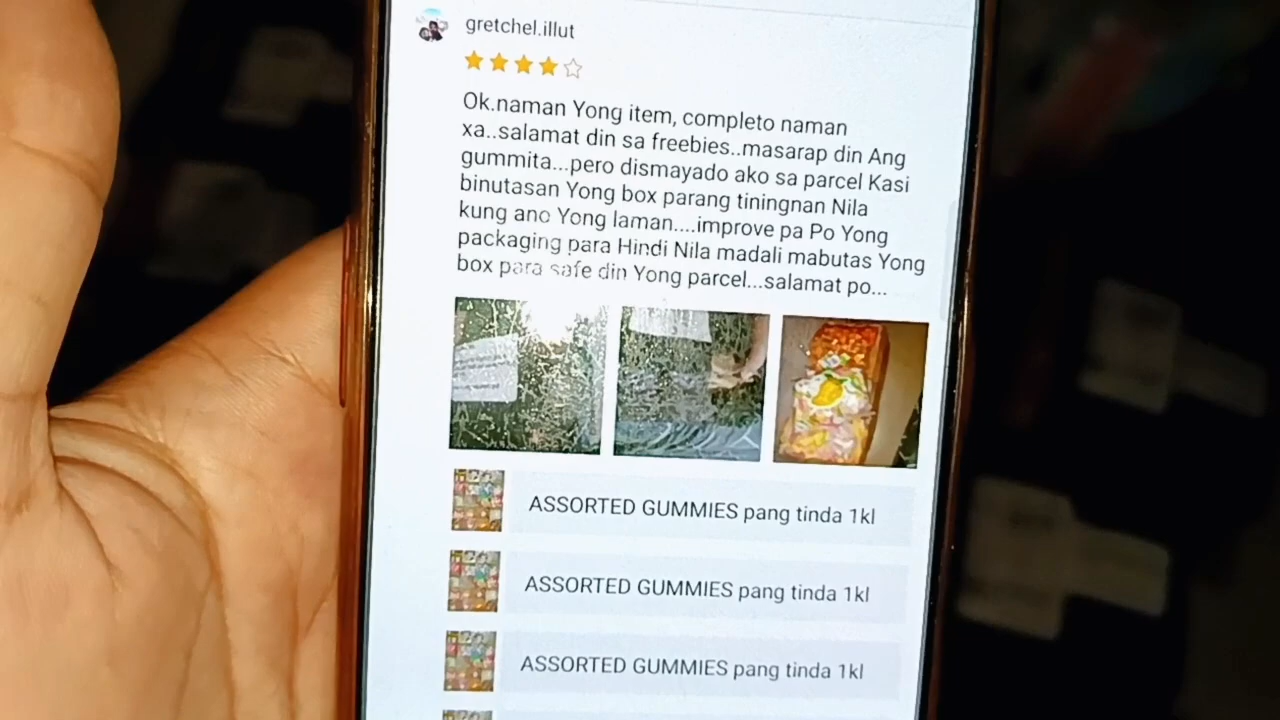 gretchel.illut
Ok.naman Yong item, completo naman
xa..salamat din sa freebies..masarap din Ang
gummita...pero dismayado ako sa parcel Kasi
binutasan Yong box parang tiningnan Nila
kung ano Yong laman....improve pa Po Yong
packaging para Hindi Nila madali mabutas Yong
box para safe din Yong parcel...salamat po...
ASSORTED GUMMIES pang tinda 1kl
ASSORTED GUMMIES pang tinda 1kl
ASSORTED GUMMIES pang tinda 1kl